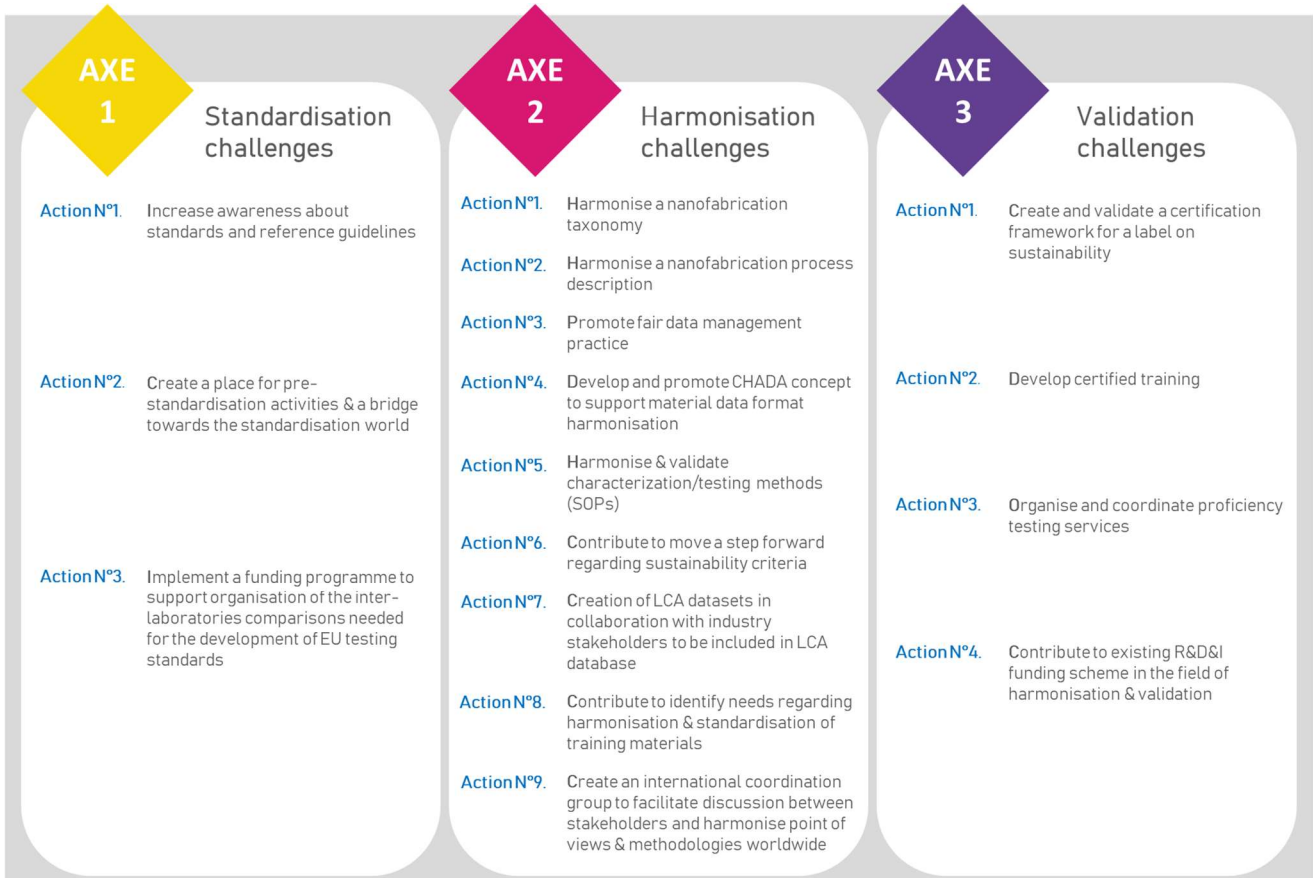 AXE
1
Standardisation
challenges
Action N°1. Increase awareness about
standards and reference guidelines
Action N°2. Create a place for pre-
standardisation activities & a bridge
towards the standardisation world
Action N°3. Implement a funding programme to
support organisation of the inter-
laboratories comparisons needed
for the development of EU testing
standards
AXE
2
Harmonisation
challenges
Action N°1. Harmonise a nanofabrication
taxonomy
Action N°2. Harmonise a nanofabrication process
description
Action N°3. Promote fair data management
practice
Action N°4. Develop and promote CHADA concept
to support material data format
harmonisation
Action N°5. Harmonise & validate
characterization/testing methods
(SOPs)
Action N°6. Contribute to move a step forward
regarding sustainability criteria
Action N°7. Creation of LCA datasets in
collaboration with industry
stakeholders to be included in LCA
database
Action N°8. Contribute to identify needs regarding
harmonisation & standardisation of
training materials
Action N°9. Create an international coordination
group to facilitate discussion between
stakeholders and harmonise point of
views & methodologies worldwide
AXE
3
Validation
challenges
Action N°1. Create and validate a certification
framework for a label on
sustainability
Action N°2. Develop certified training
Action N°3. Organise and coordinate proficiency
testing services
Action N°4. Contribute to existing R&D&I
funding scheme in the field of
harmonisation & validation